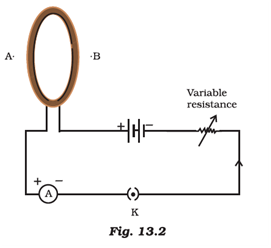 A· ·B
Variable
resistance
+ −
+ −
A
K
Fig. 13.2